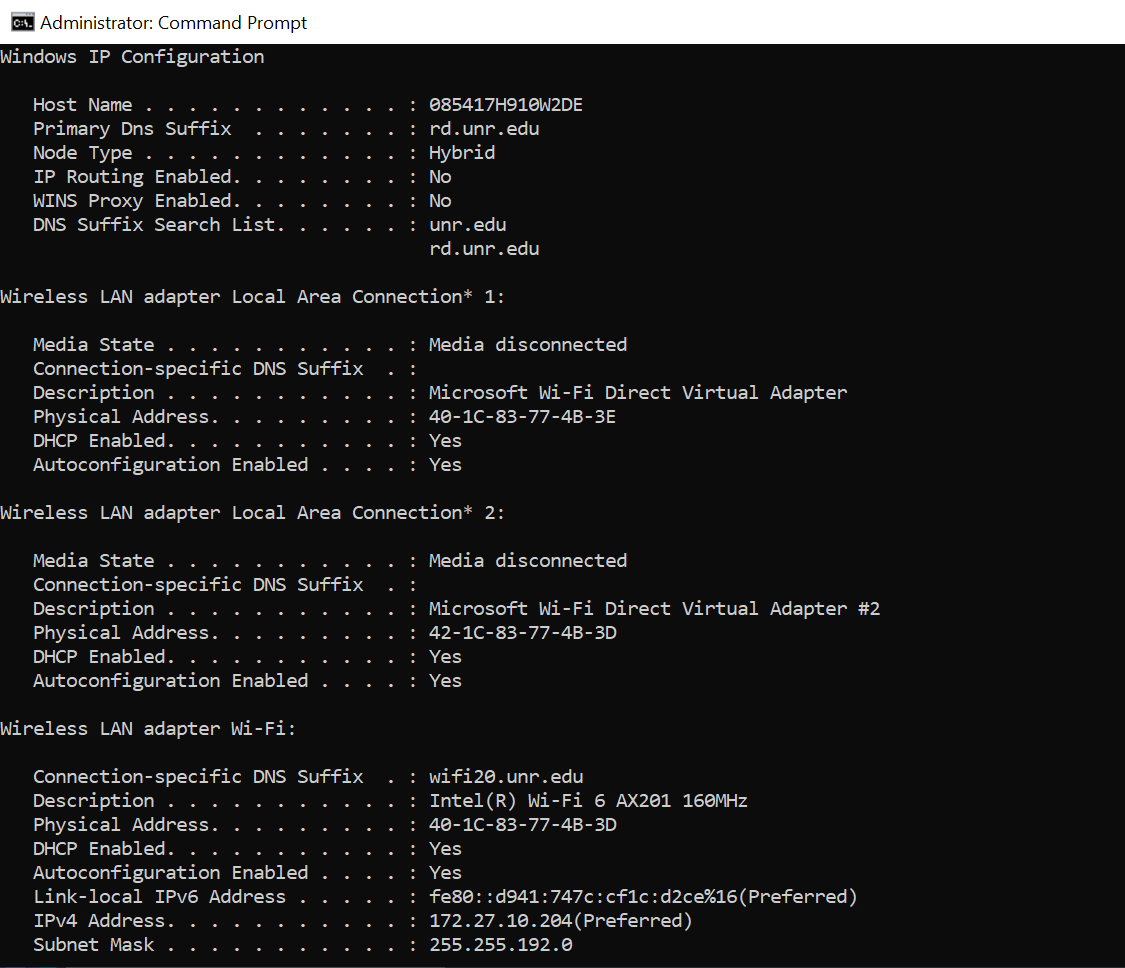 Administrator: Command Prompt
Windows IP Configuration
Host Name . . . . . . . . . . . . : 085417H910W2DE
Primary Dns Suffix  . . . . . . . : rd.unr.edu
Node Type . . . . . . . . . . . . : Hybrid
IP Routing Enabled. . . . . . . . : No
WINS Proxy Enabled. . . . . . . . : No
DNS Suffix Search List. . . . . . : unr.edu
rd.unr.edu
Wireless LAN adapter Local Area Connection* 1:
Media State . . . . . . . . . . . : Media disconnected
Connection-specific DNS Suffix  . :
Description . . . . . . . . . . . : Microsoft Wi-Fi Direct Virtual Adapter
Physical Address. . . . . . . . . : 40-1C-83-77-4B-3E
DHCP Enabled. . . . . . . . . . . : Yes
Autoconfiguration Enabled . . . . : Yes
Wireless LAN adapter Local Area Connection* 2:
Media State . . . . . . . . . . . : Media disconnected
Connection-specific DNS Suffix  . :
Description . . . . . . . . . . . : Microsoft Wi-Fi Direct Virtual Adapter #2
Physical Address. . . . . . . . . : 42-1C-83-77-4B-3D
DHCP Enabled. . . . . . . . . . . : Yes
Autoconfiguration Enabled . . . . : Yes
Wireless LAN adapter Wi-Fi:
Connection-specific DNS Suffix  . : wifi20.unr.edu
Description . . . . . . . . . . . : Intel(R) Wi-Fi 6 AX201 160MHz
Physical Address. . . . . . . . . : 40-1C-83-77-4B-3D
DHCP Enabled. . . . . . . . . . . : Yes
Autoconfiguration Enabled . . . . : Yes
Link-local IPv6 Address . . . . . : fe80::d941:747c:cf1c:d2ce%16(Preferred)
IPv4 Address. . . . . . . . . . . : 172.27.10.204(Preferred)
Subnet Mask . . . . . . . . . . . : 255.255.192.0